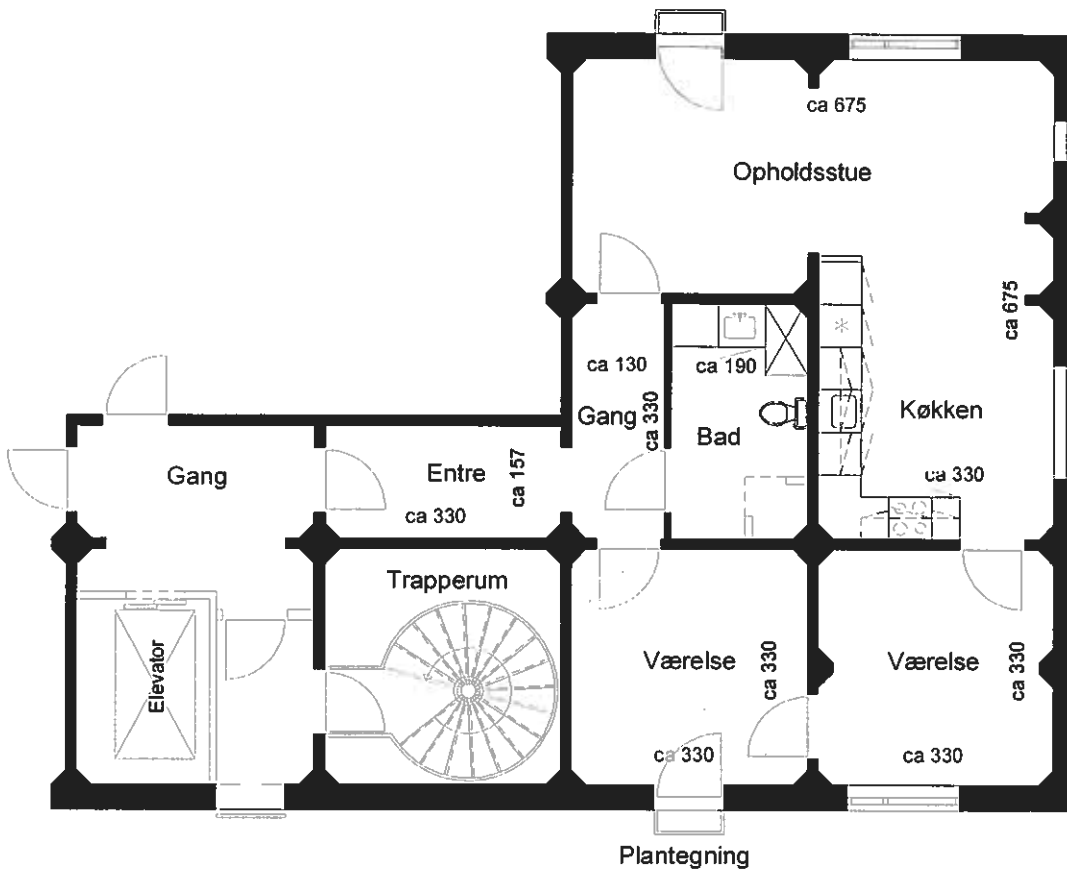 ca 675
Opholdsstue
ca 675
ca 130
ca 190
Gang
ca 330
Bad
Køkken
Gang
Entre
ca 157
ca 330
ca 330
Trapperum
Elevator
Værelse
ca 330
Værelse
ca 330
ca 330
ca 330
Plantegning